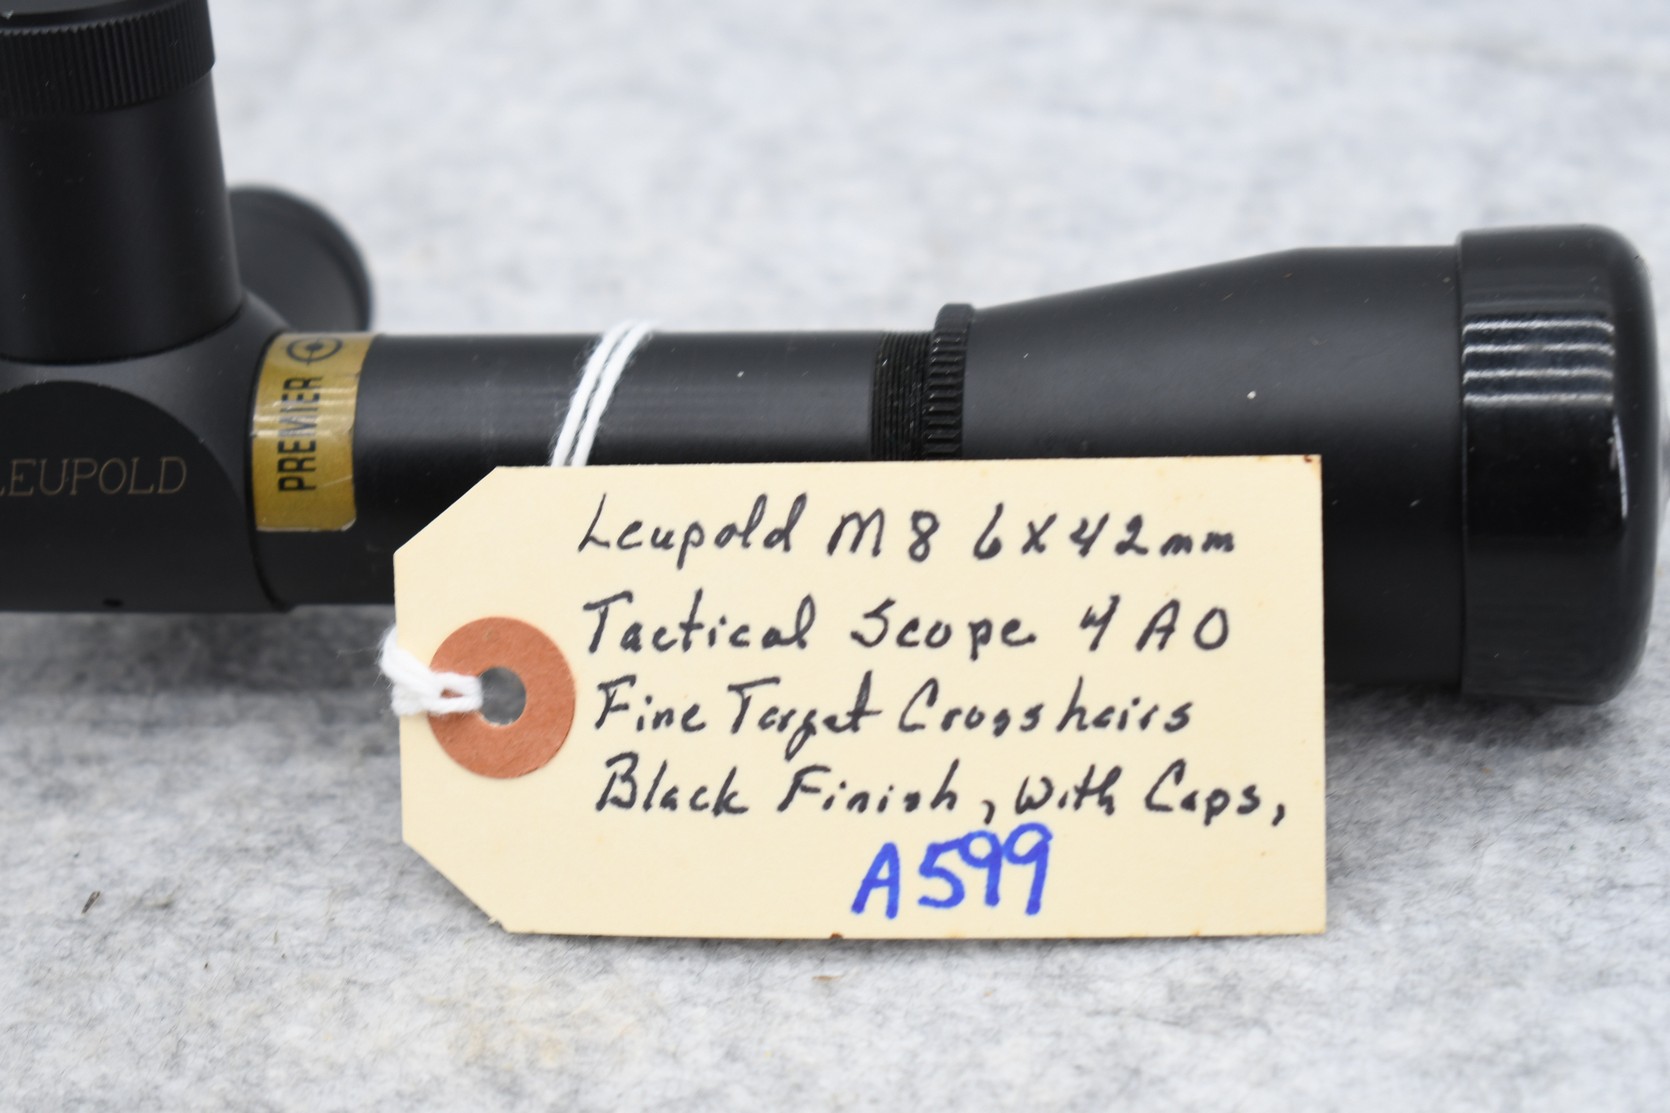 LEUPOLD
PREMIER
Leupold M8 6X42mm
Tactical Scope 4 AO
Fine Target Crosshairs
Black Finish, with Caps,
A599